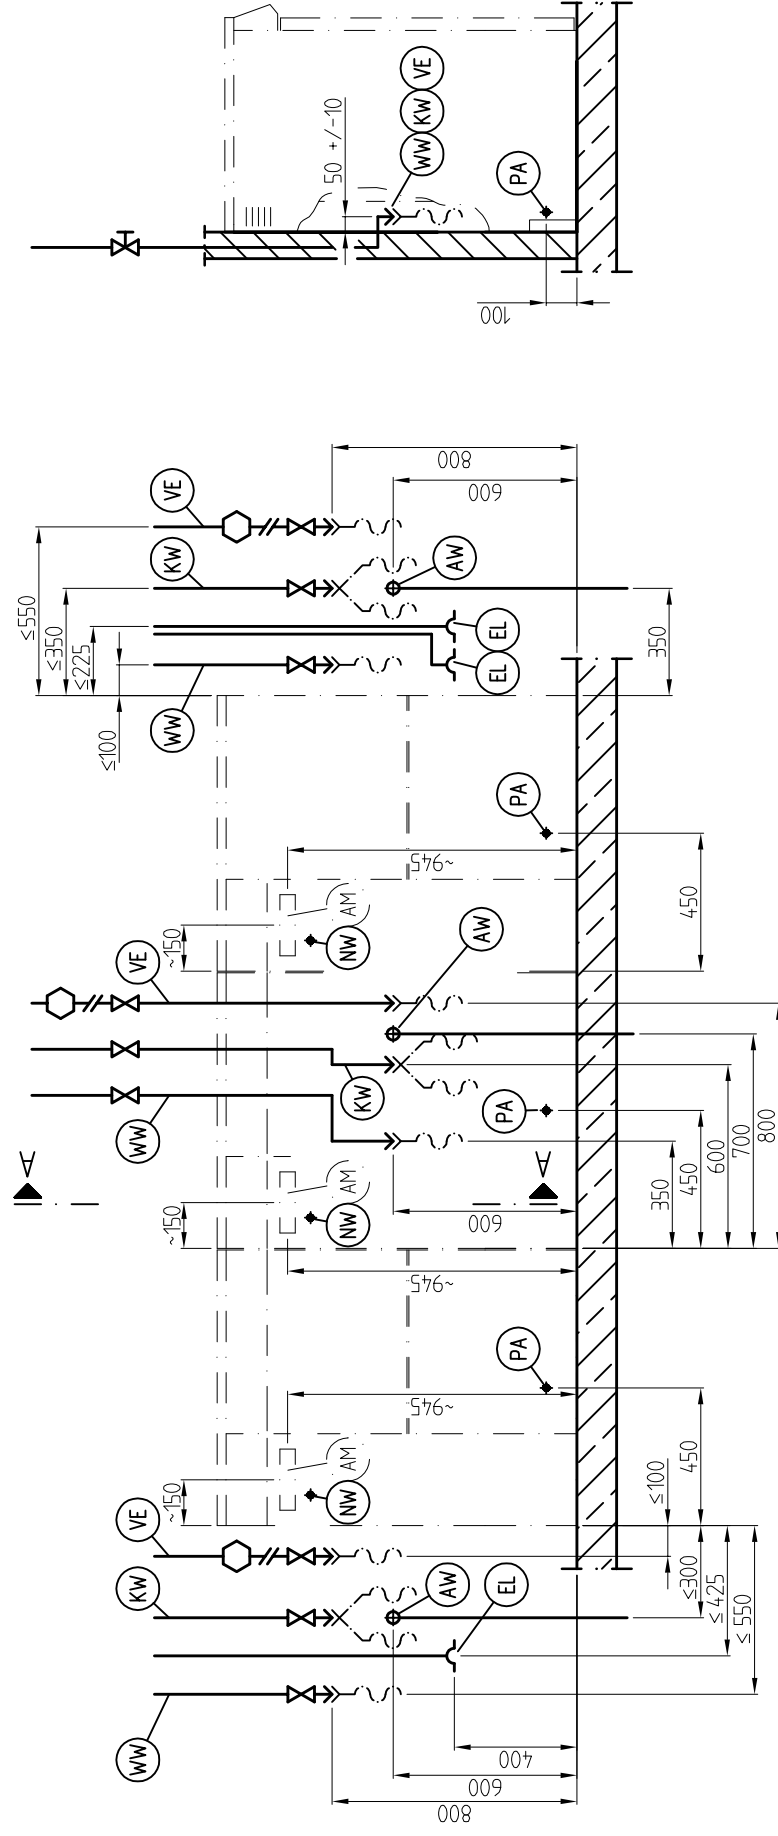 VE
KW
WW
50 +/-10
PA
100
VE
KW
WW
≤550
≤350
≤225
≤100
800
600
AW
EL
EL
350
PA
~945
450
AM
NW
~150
VE
AW
KW
WW
PA
A
A
350
450
600
700
800
600
AM
NW
~150
~945
PA
~945
450
AM
NW
~150
VE
KW
WW
AW
EL
≤100
≤300
≤425
≤550
400
600
800